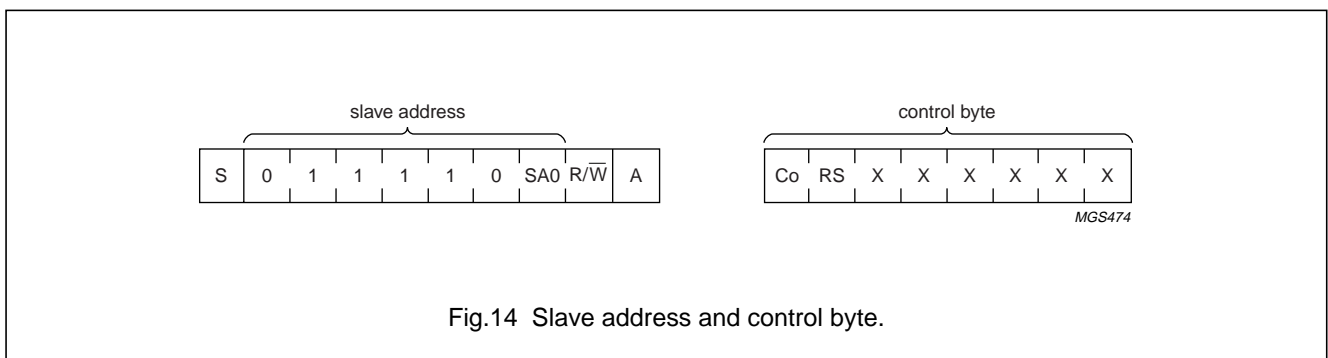 slave address control byte
S 0 1 1 1 1 0 SA0 R/W̅ A Co RS X X X X X X
MGS474
Fig.14 Slave address and control byte.